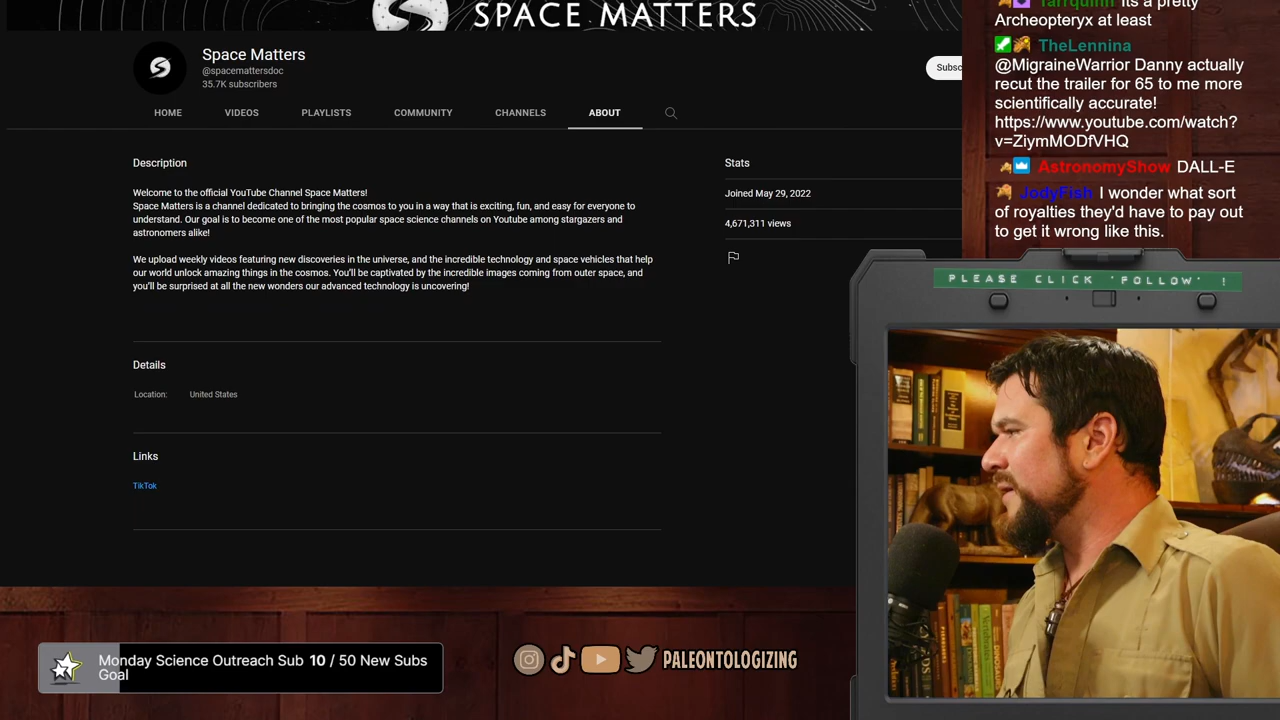 SPACE MATTERS
Space Matters
@spacemattersdoc
35.7K subscribers
Subsc
HOME VIDEOS PLAYLISTS COMMUNITY CHANNELS ABOUT
Description
Welcome to the official YouTube Channel Space Matters!
Space Matters is a channel dedicated to bringing the cosmos to you in a way that is exciting, fun, and easy for everyone to
understand. Our goal is to become one of the most popular space science channels on Youtube among stargazers and
astronomers alike!
We upload weekly videos featuring new discoveries in the universe, and the incredible technology and space vehicles that help
our world unlock amazing things in the cosmos. You'll be captivated by the incredible images coming from outer space, and
you'll be surprised at all the new wonders our advanced technology is uncovering!
Details
Location: United States
Links
TikTok
Stats
Joined May 29, 2022
4,671,311 views
Tarrquinn Its a pretty
Archeopteryx at least
TheLennina
@MigraineWarrior Danny actually
recut the trailer for 65 to me more
scientifically accurate!
https://www.youtube.com/watch?
v=ZiymMODfVHQ
AstronomyShow DALL-E
JodyFish I wonder what sort
of royalties they'd have to pay out
to get it wrong like this.
PLEASE CLICK 'FOLLOW' !
Monday Science Outreach Sub 10 / 50 New Subs
Goal
PALEONTOLOGIZING